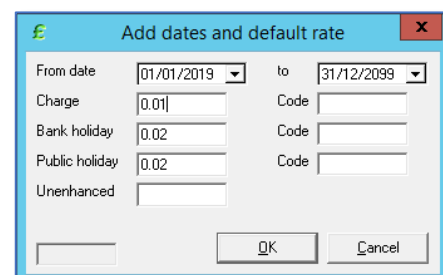 £ Add dates and default rate x
From date 01/01/2019 to 31/12/2099
Charge 0.01 Code
Bank holiday 0.02 Code
Public holiday 0.02 Code
Unenhanced
OK Cancel